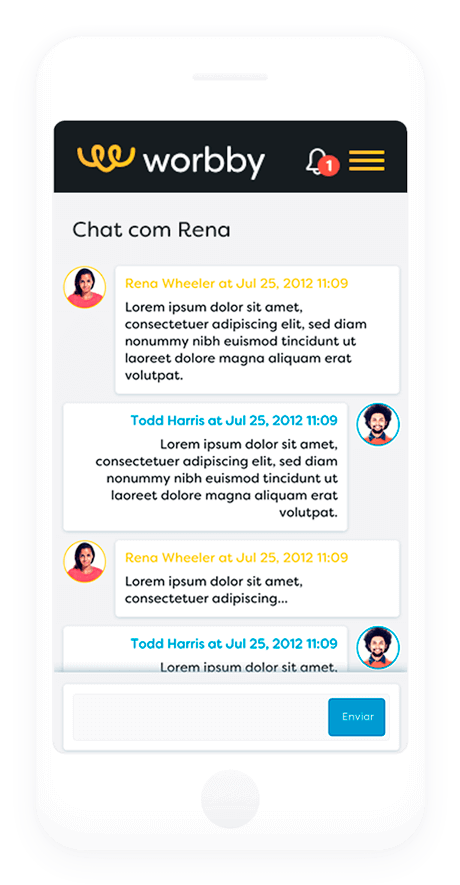 worbby
1
Chat com Rena
Rena Wheeler at Jul 25, 2012 11:09
Lorem ipsum dolor sit amet,
consectetuer adipiscing elit, sed diam
nonummy nibh euismod tincidunt ut
laoreet dolore magna aliquam erat
volutpat.
Todd Harris at Jul 25, 2012 11:09
Lorem ipsum dolor sit amet,
consectetuer adipiscing elit, sed diam
nonummy nibh euismod tincidunt ut
laoreet dolore magna aliquam erat
volutpat.
Rena Wheeler at Jul 25, 2012 11:09
Lorem ipsum dolor sit amet,
consectetuer adipiscing...
Todd Harris at Jul 25, 2012 11:09
Lorem ipsum dolor sit amet,
Enviar